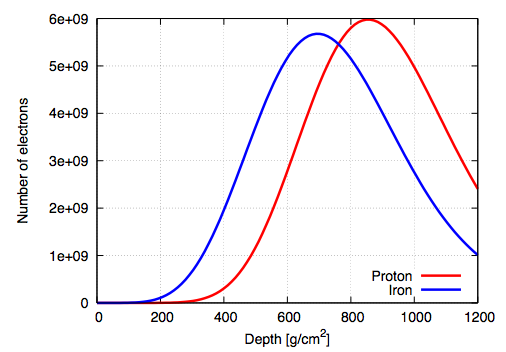 6e+09
5e+09
4e+09
3e+09
2e+09
1e+09
0
Number of electrons
Proton
Iron
0 200 400 600 800 1000 1200
Depth [g/cm²]